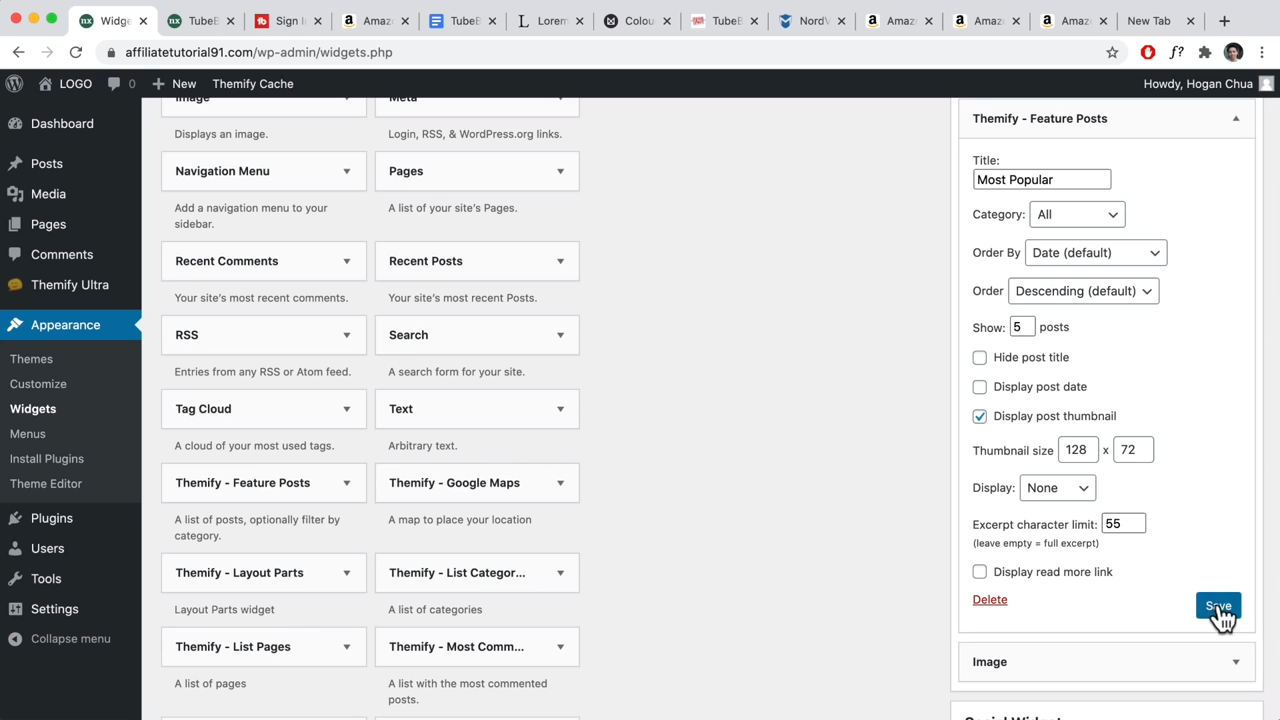 Widge
TubeB
Sign I
Amazo
TubeB
Lorem
Colou
TubeB
NordV
Amaz
Amaz
Amaz
New Tab
affiliatetutorial91.com/wp-admin/widgets.php
f?
LOGO
0
New
Themify Cache
Howdy, Hogan Chua
Dashboard
Posts
Media
Pages
Comments
Themify Ultra
Appearance
Themes
Customize
Widgets
Menus
Install Plugins
Theme Editor
Plugins
Users
Tools
Settings
Collapse menu
Image
Displays an image.
Meta
Login, RSS, & WordPress.org links.
Navigation Menu
Add a navigation menu to your
sidebar.
Pages
A list of your site's Pages.
Recent Comments
Your site's most recent comments.
Recent Posts
Your site's most recent Posts.
RSS
Entries from any RSS or Atom feed.
Search
A search form for your site.
Tag Cloud
A cloud of your most used tags.
Text
Arbitrary text.
Themify - Feature Posts
A list of posts, optionally filter by
category.
Themify - Google Maps
A map to place your location
Themify - Layout Parts
Layout Parts widget
Themify - List Categor...
A list of categories
Themify - List Pages
A list of pages
Themify - Most Comm...
A list with the most commented
posts.
Themify - Feature Posts
Title:
Most Popular
Category: All
Order By Date (default)
Order Descending (default)
Show: 5 posts
Hide post title
Display post date
Display post thumbnail
Thumbnail size 128 x 72
Display: None
Excerpt character limit: 55
(leave empty = full excerpt)
Display read more link
Delete
Save
Image
Social Widget